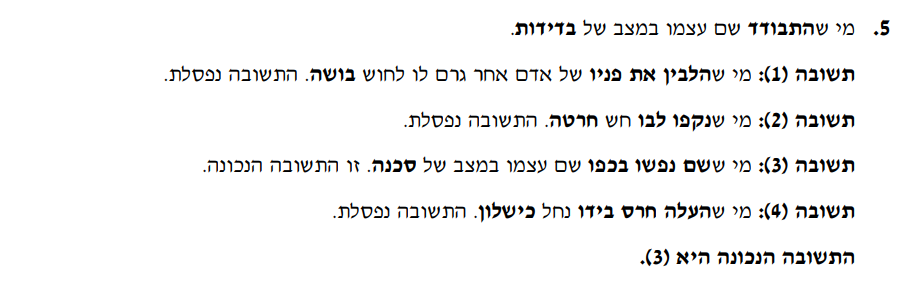 5. מי שהתבודד שם עצמו במצב של בדידות.
תשובה (1): מי שהלבין את פניו של אדם אחר גרם לו לחוש בושה. התשובה נפסלת.
תשובה (2): מי שנקפו לבו חש חרטה. התשובה נפסלת.
תשובה (3): מי ששם נפשו בכפו שם עצמו במצב של סכנה. זו התשובה הנכונה.
תשובה (4): מי שהעלה חרס בידו נחל כישלון. התשובה נפסלת.
התשובה הנכונה היא (3).